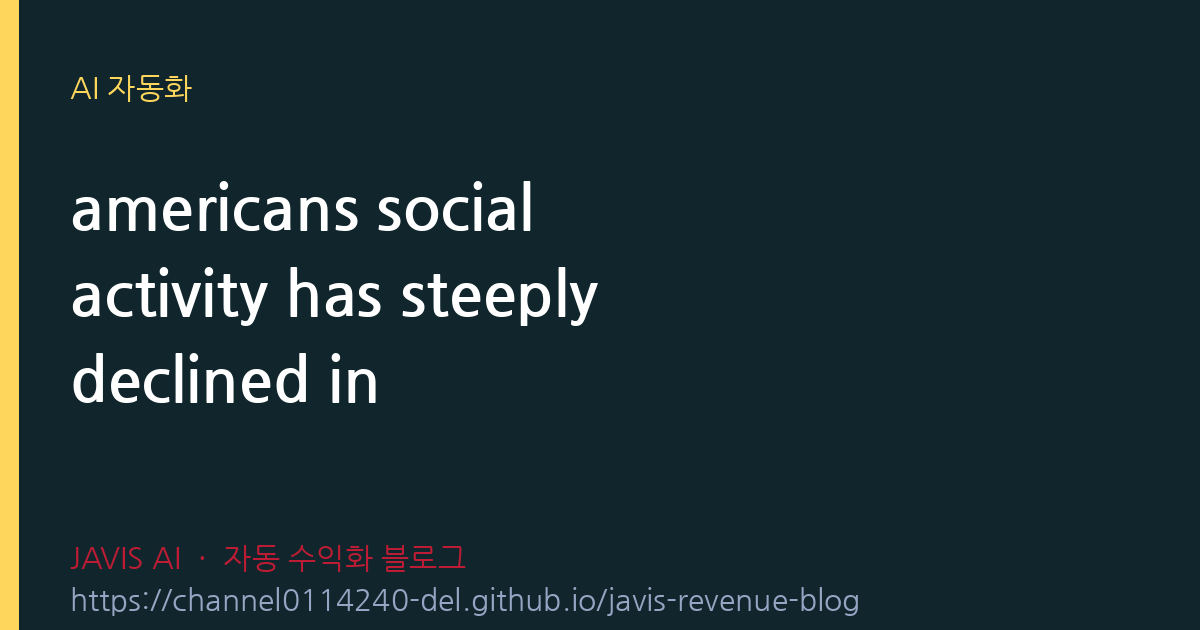 AI 자동화
americans social
activity has steeply
declined in
JAVIS AI · 자동 수익화 블로그
https://channel0114240-del.github.io/javis-revenue-blog